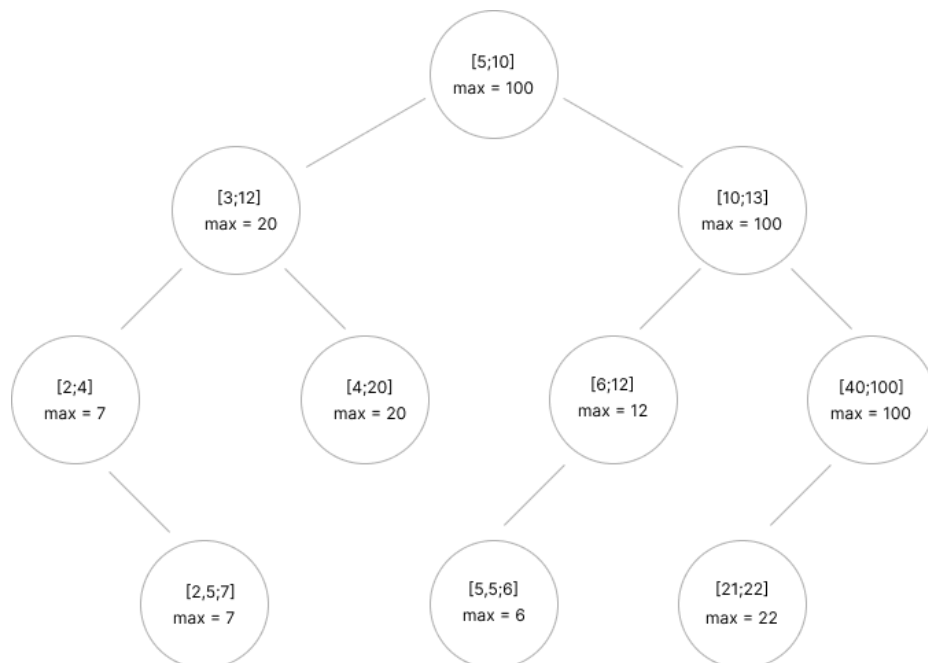 [5;10]
max = 100
[3;12]
max = 20
[10;13]
max = 100
[2;4]
max = 7
[4;20]
max = 20
[6;12]
max = 12
[40;100]
max = 100
[2,5;7]
max = 7
[5,5;6]
max = 6
[21;22]
max = 22